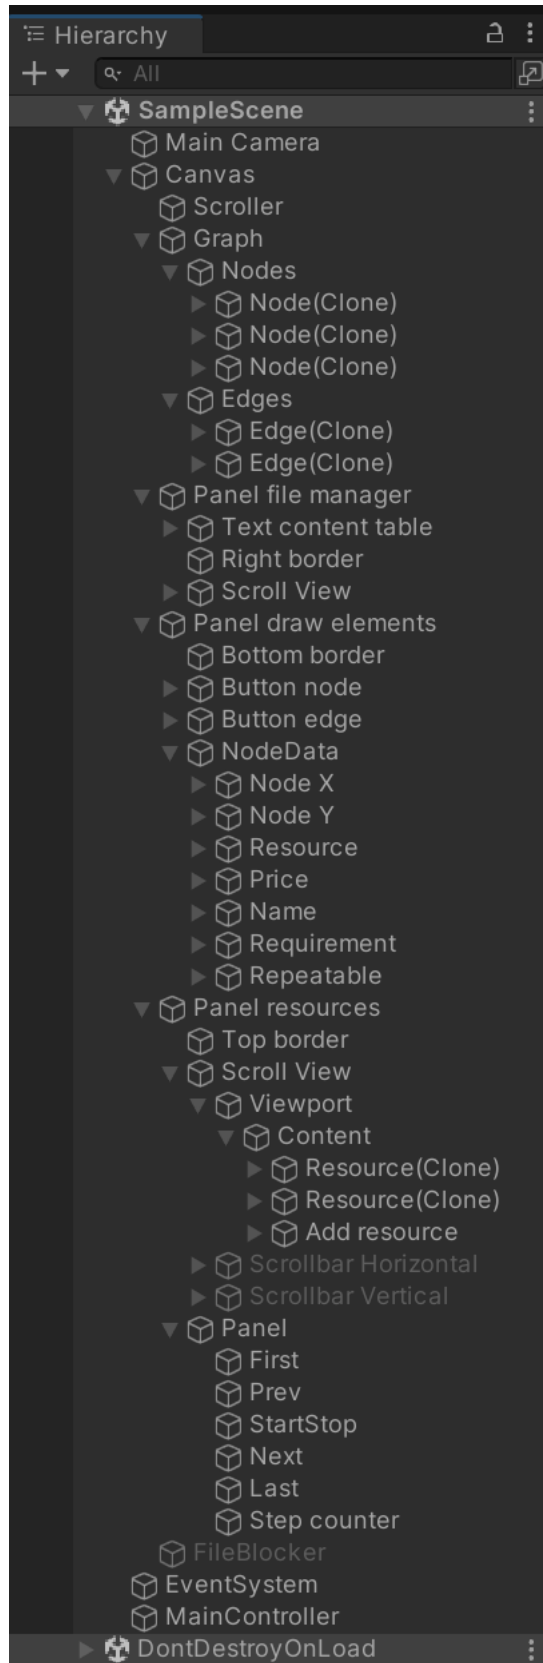 Hierarchy
All
SampleScene
Main Camera
Canvas
Scroller
Graph
Nodes
Node(Clone)
Node(Clone)
Node(Clone)
Edges
Edge(Clone)
Edge(Clone)
Panel file manager
Text content table
Right border
Scroll View
Panel draw elements
Bottom border
Button node
Button edge
NodeData
Node X
Node Y
Resource
Price
Name
Requirement
Repeatable
Panel resources
Top border
Scroll View
Viewport
Content
Resource(Clone)
Resource(Clone)
Add resource
Scrollbar Horizontal
Scrollbar Vertical
Panel
First
Prev
StartStop
Next
Last
Step counter
FileBlocker
EventSystem
MainController
DontDestroyOnLoad